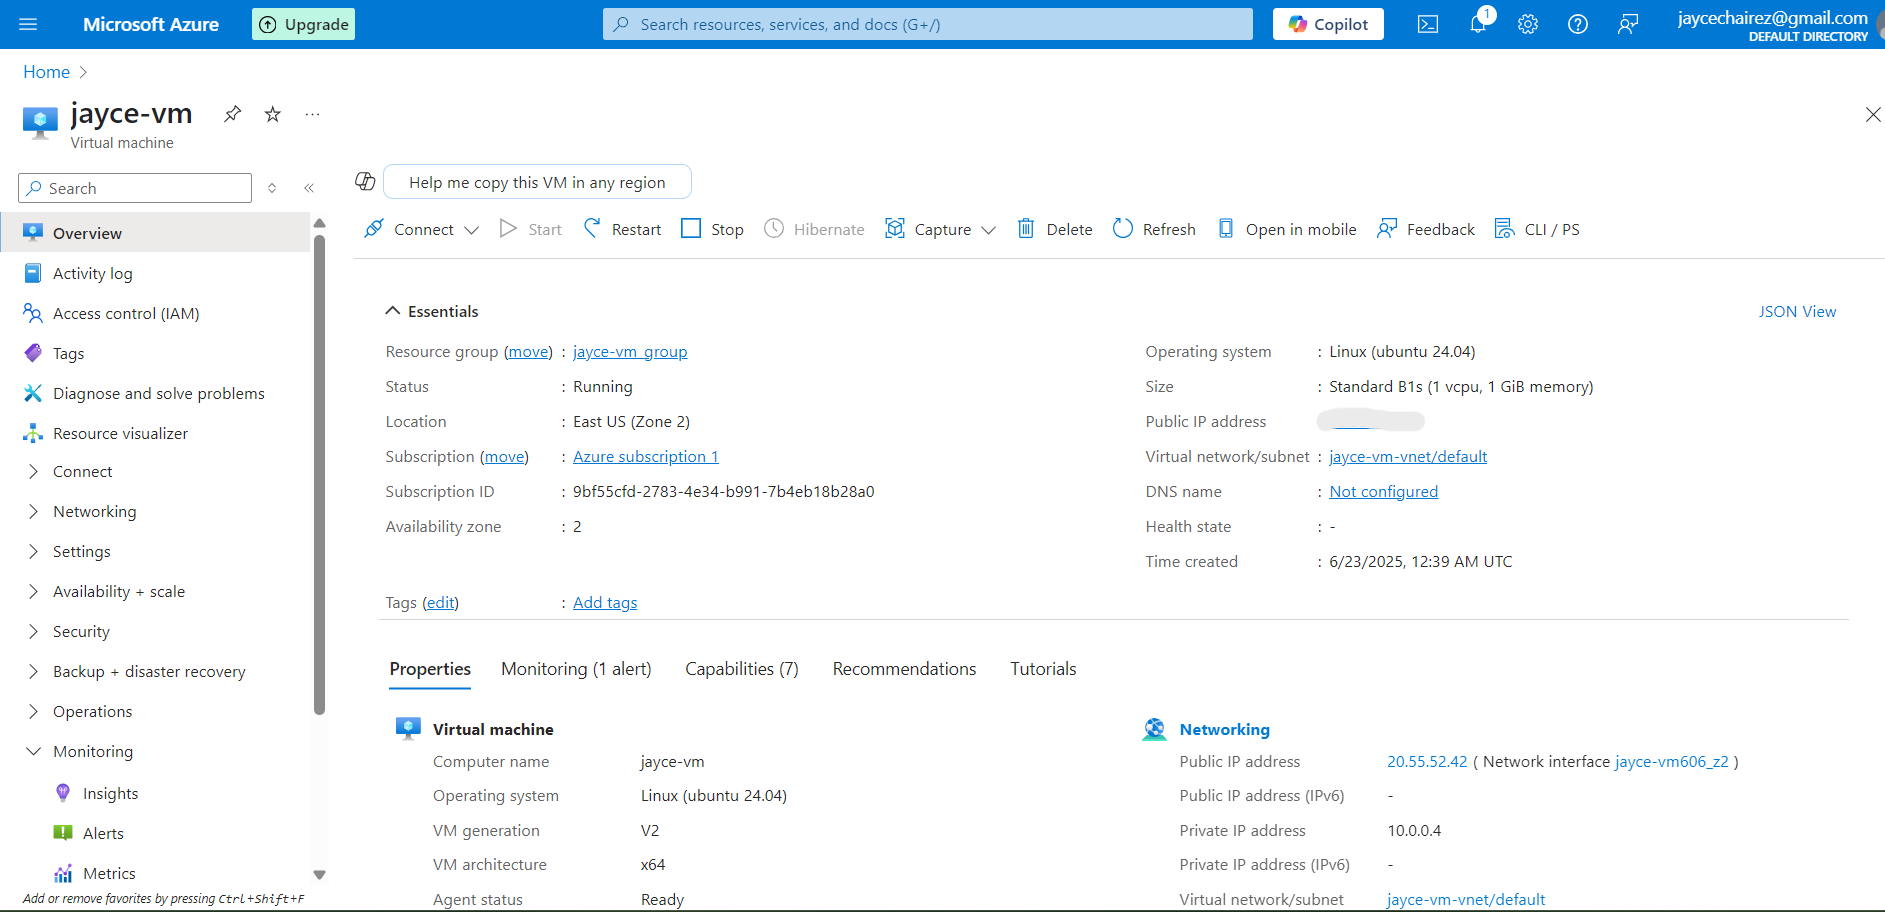 Microsoft Azure
Upgrade
Search resources, services, and docs (G+/)
Copilot
1
jaycechairez@gmail.com
DEFAULT DIRECTORY
Home
jayce-vm
Virtual machine
Search
Help me copy this VM in any region
Connect Start Restart Stop Hibernate Capture Delete Refresh Open in mobile Feedback CLI / PS
Overview
Activity log
Access control (IAM)
Tags
Diagnose and solve problems
Resource visualizer
Connect
Networking
Settings
Availability + scale
Security
Backup + disaster recovery
Operations
Monitoring
Insights
Alerts
Metrics
Add or remove favorites by pressing Ctrl+Shift+F
Essentials
JSON View
Resource group (move) : jayce-vm_group
Status : Running
Location : East US (Zone 2)
Subscription (move) : Azure subscription 1
Subscription ID : 9bf55cfd-2783-4e34-b991-7b4eb18b28a0
Availability zone : 2
Operating system : Linux (ubuntu 24.04)
Size : Standard B1s (1 vcpu, 1 GiB memory)
Public IP address
Virtual network/subnet : jayce-vm-vnet/default
DNS name : Not configured
Health state : -
Time created : 6/23/2025, 12:39 AM UTC
Tags (edit) : Add tags
Properties Monitoring (1 alert) Capabilities (7) Recommendations Tutorials
Virtual machine
Computer name jayce-vm
Operating system Linux (ubuntu 24.04)
VM generation V2
VM architecture x64
Agent status Ready
Networking
Public IP address 20.55.52.42 ( Network interface jayce-vm606_z2 )
Public IP address (IPv6) -
Private IP address 10.0.0.4
Private IP address (IPv6) -
Virtual network/subnet jayce-vm-vnet/default